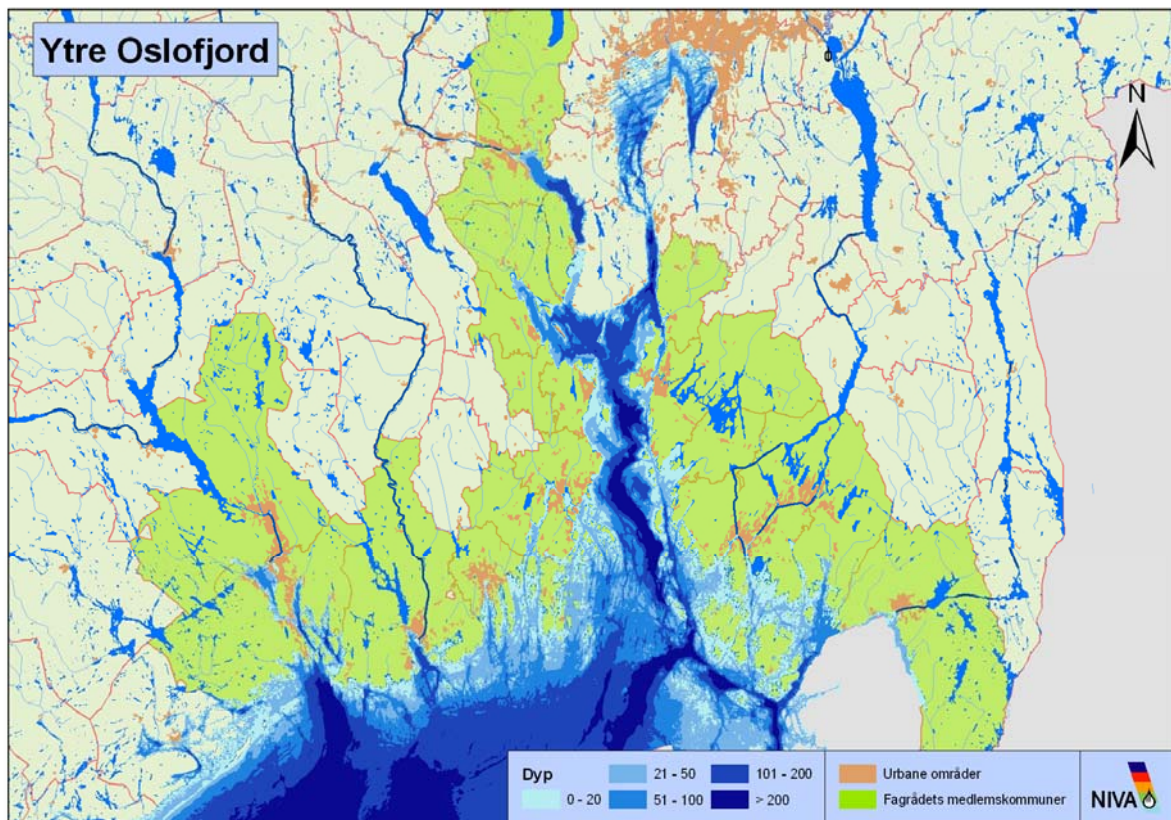 Ytre Oslofjord
N
Dyp
0 - 20
21 - 50
51 - 100
101 - 200
> 200
Urbane områder
Fagrådets medlemskommuner
NIVA